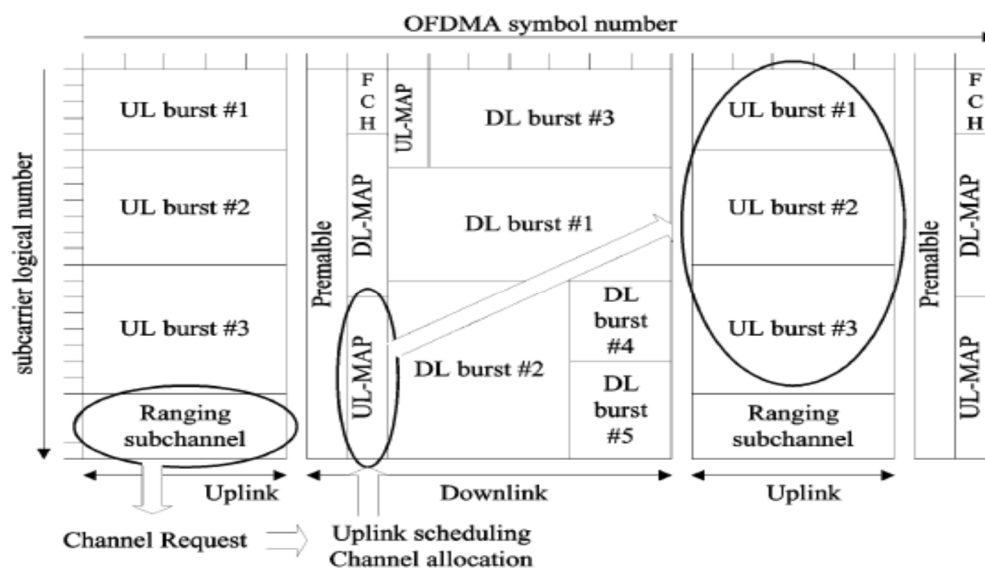 OFDMA symbol number
subcarrier logical number
UL burst #1
UL burst #2
UL burst #3
Ranging
subchannel
Uplink
Premalble
F
C
H
DL-MAP
UL-MAP
UL-MAP
DL burst #3
DL burst #1
DL burst #2
DL
burst
#4
DL
burst
#5
Downlink
UL burst #1
UL burst #2
UL burst #3
Ranging
subchannel
Uplink
Premalble
F
C
H
DL-MAP
UL-MAP
Channel Request
Uplink scheduling
Channel allocation